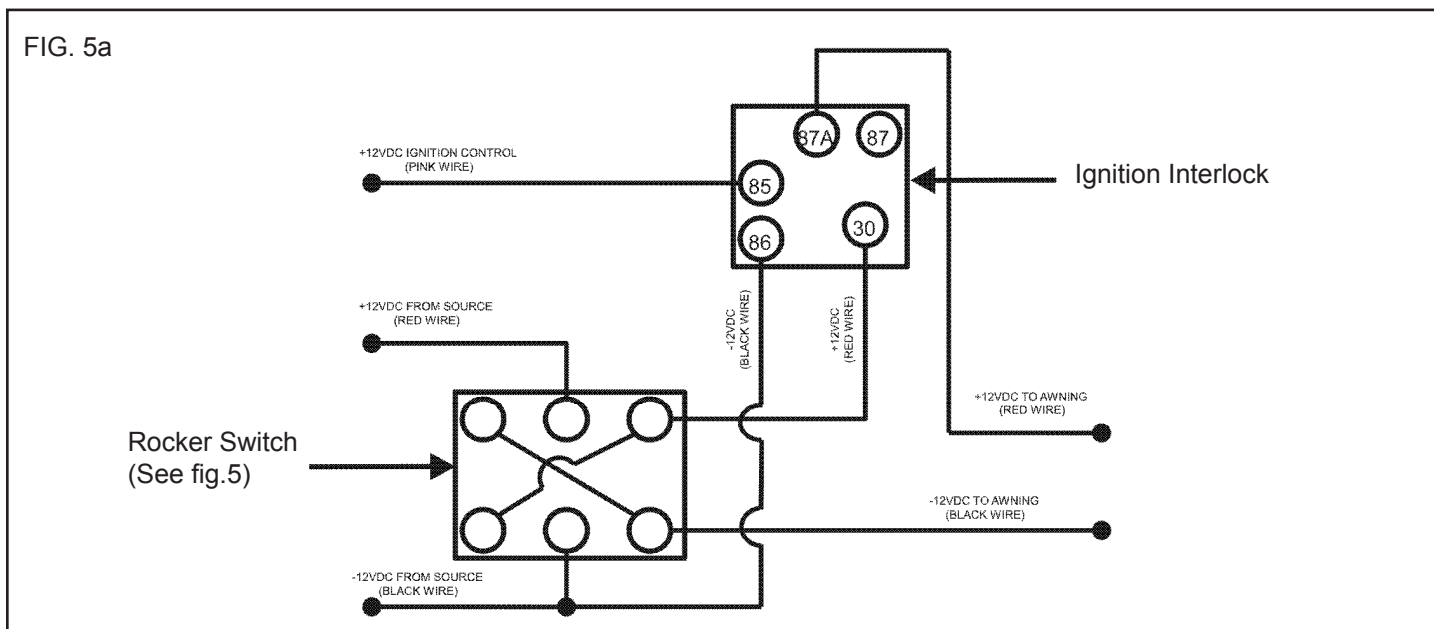 FIG. 5a
+12VDC IGNITION CONTROL
(PINK WIRE)
87A
87
85
86
30
Ignition Interlock
+12VDC FROM SOURCE
(RED WIRE)
-12VDC
(BLACK WIRE)
+12VDC
(RED WIRE)
+12VDC TO AWNING
(RED WIRE)
Rocker Switch
(See fig.5)
-12VDC TO AWNING
(BLACK WIRE)
-12VDC FROM SOURCE
(BLACK WIRE)